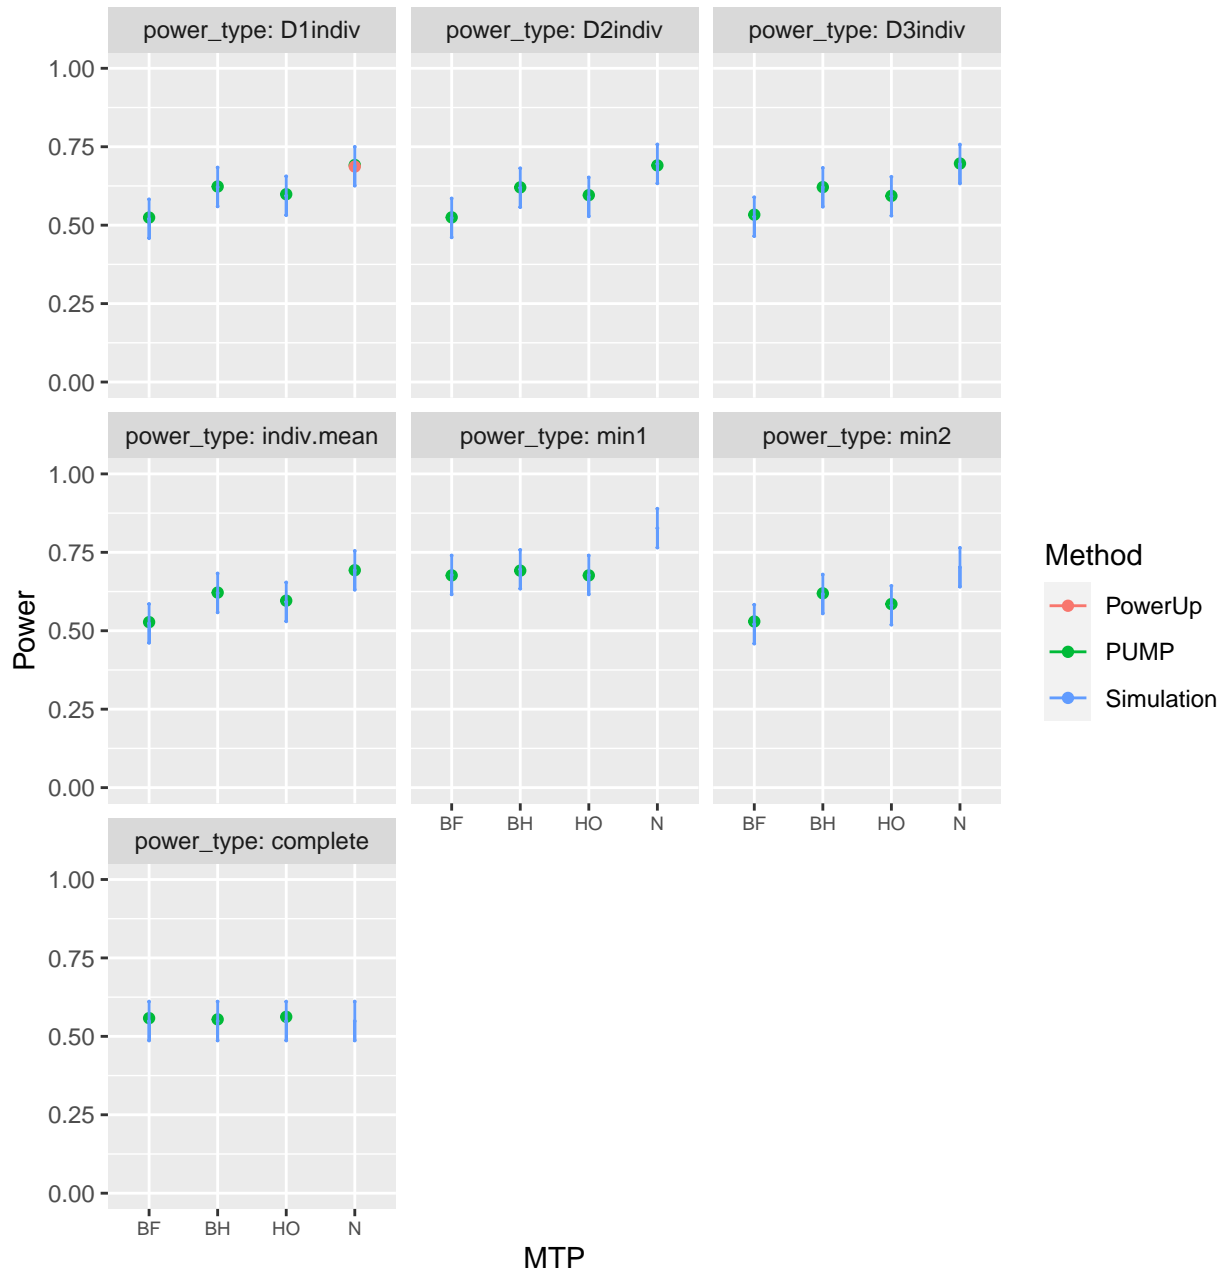 power_type: D1indiv
power_type: D2indiv
power_type: D3indiv
1.00
0.75
0.50
0.25
0.00
power_type: indiv.mean
power_type: min1
power_type: min2
1.00
0.75
0.50
0.25
0.00
BF BH HO N
BF BH HO N
power_type: complete
1.00
0.75
0.50
0.25
0.00
BF BH HO N
MTP
Power
Method
PowerUp
PUMP
Simulation